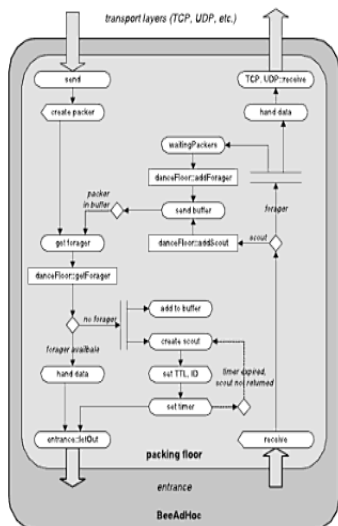 transport layers (TCP, UDP, etc.)
send
TCP, UDP::receive
create packer
hand data
waitingPackers
danceFloor::addForager
packer
in buffer
send buffer
forager
scout
get forager
danceFloor::addScout
danceFloor::getForager
no forager
add to buffer
create scout
forager available
timer expired,
scout not returned
hand data
set TTL, ID
set timer
entrance::letOut
receive
packing floor
entrance
BeeAdHoc